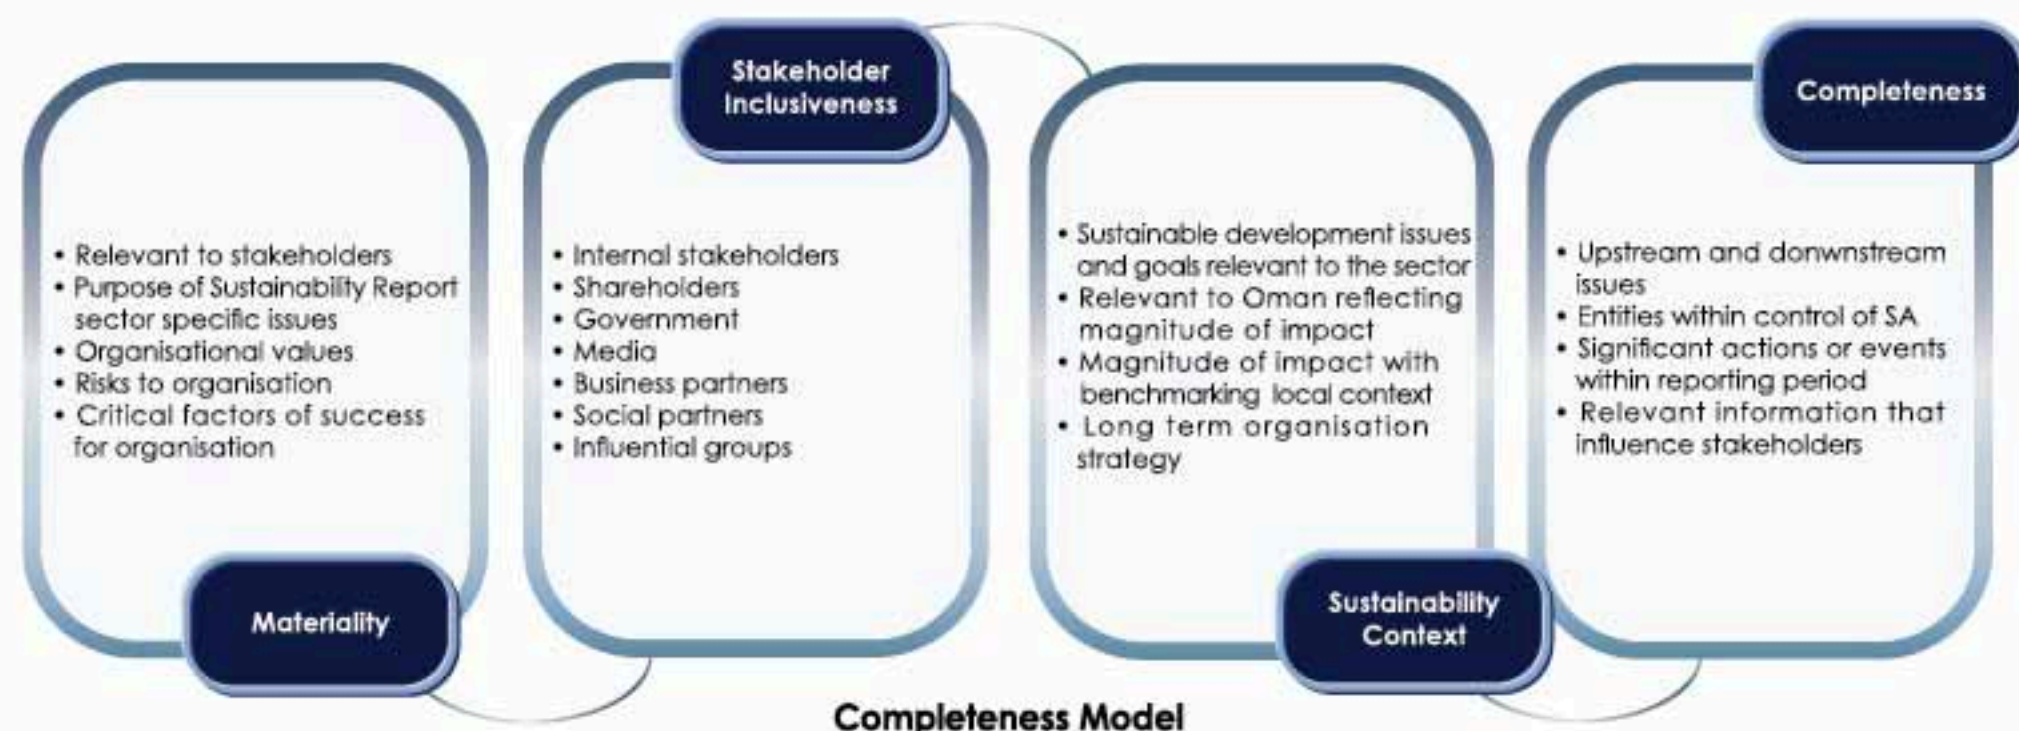 Materiality
• Relevant to stakeholders
• Purpose of Sustainability Report
sector specific issues
• Organisational values
• Risks to organisation
• Critical factors of success
for organisation
Stakeholder
Inclusiveness
• Internal stakeholders
• Shareholders
• Government
• Media
• Business partners
• Social partners
• Influential groups
Sustainability
Context
• Sustainable development issues
and goals relevant to the sector
• Relevant to Oman reflecting
magnitude of impact
• Magnitude of impact with
benchmarking local context
• Long term organisation
strategy
Completeness
• Upstream and donwnstream
issues
• Entities within control of SA
• Significant actions or events
within reporting period
• Relevant information that
influence stakeholders
Completeness Model